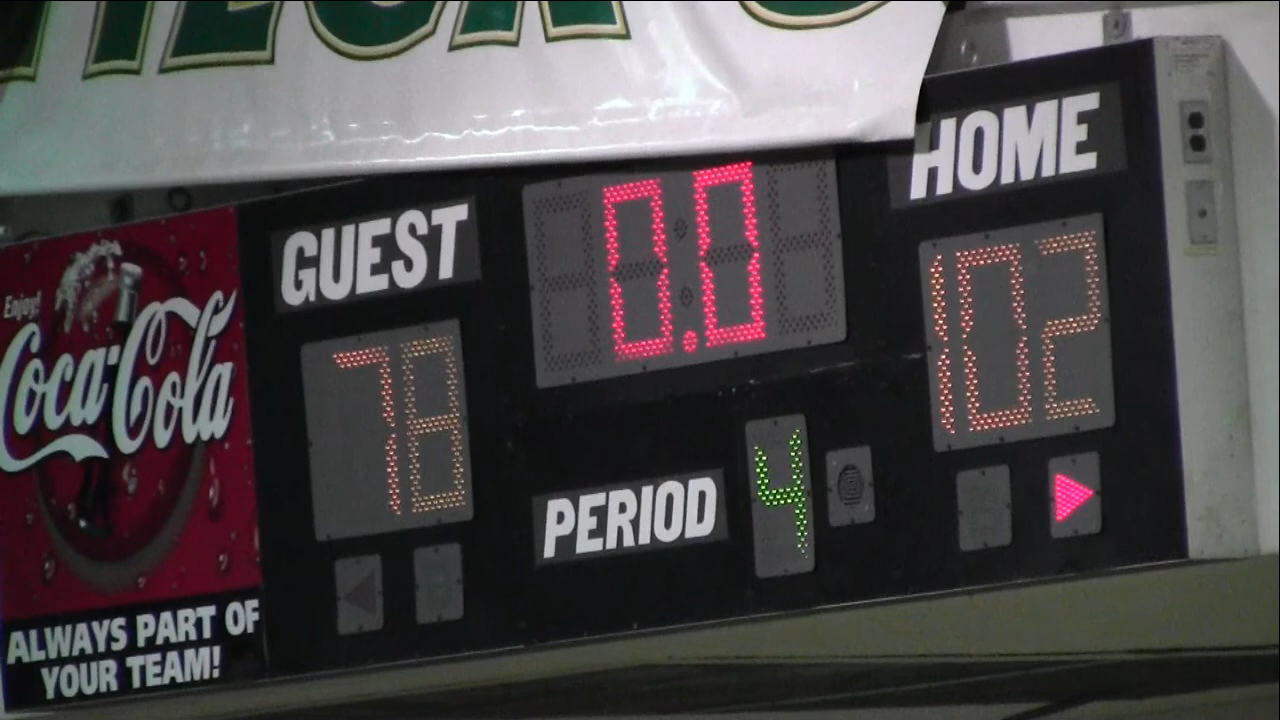 GUEST
0.0
HOME
78
102
PERIOD 4
Enjoy!
Coca-Cola
ALWAYS PART OF
YOUR TEAM!